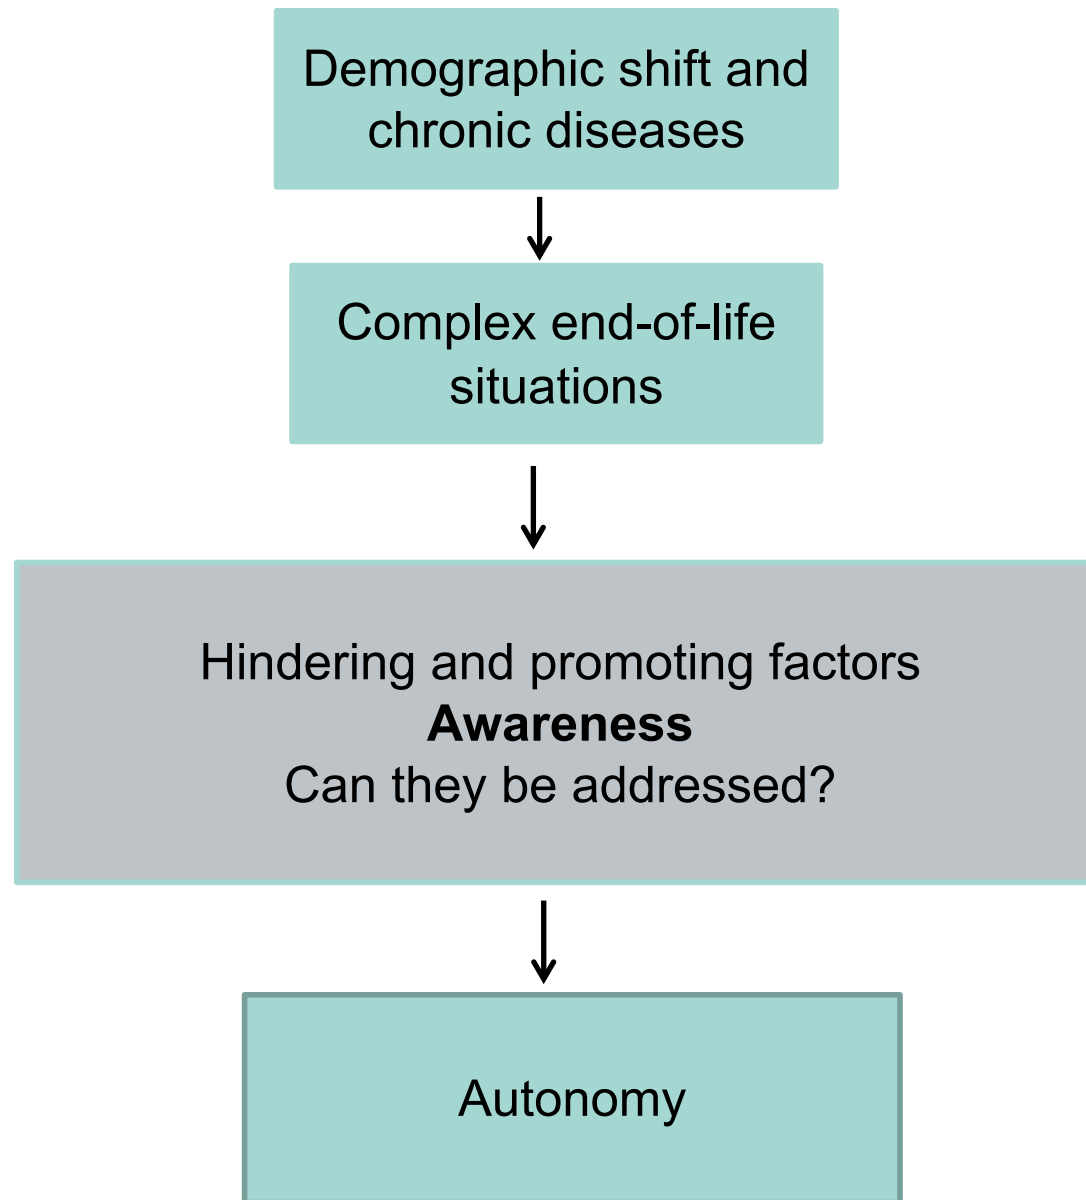 Demographic shift and
chronic diseases
Complex end-of-life
situations
Hindering and promoting factors
Awareness
Can they be addressed?
Autonomy